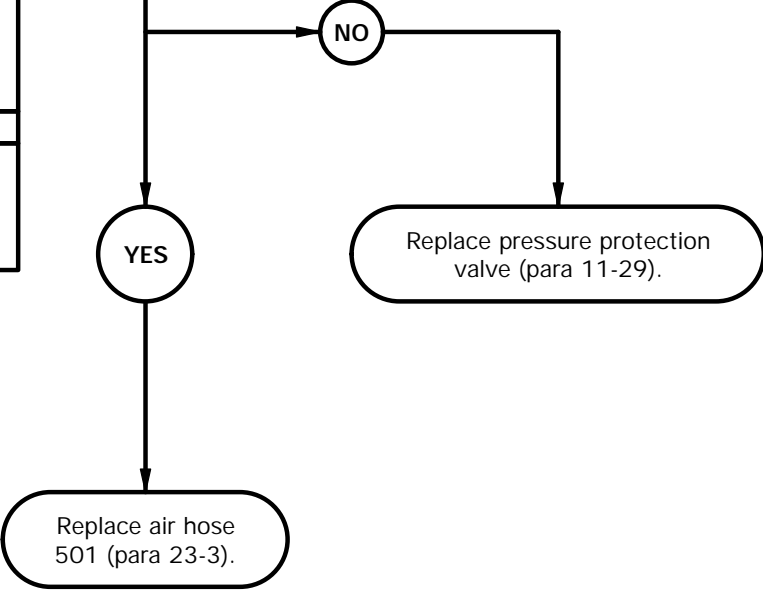 NO
YES
Replace pressure protection
valve (para 11-29).
Replace air hose
501 (para 23-3).